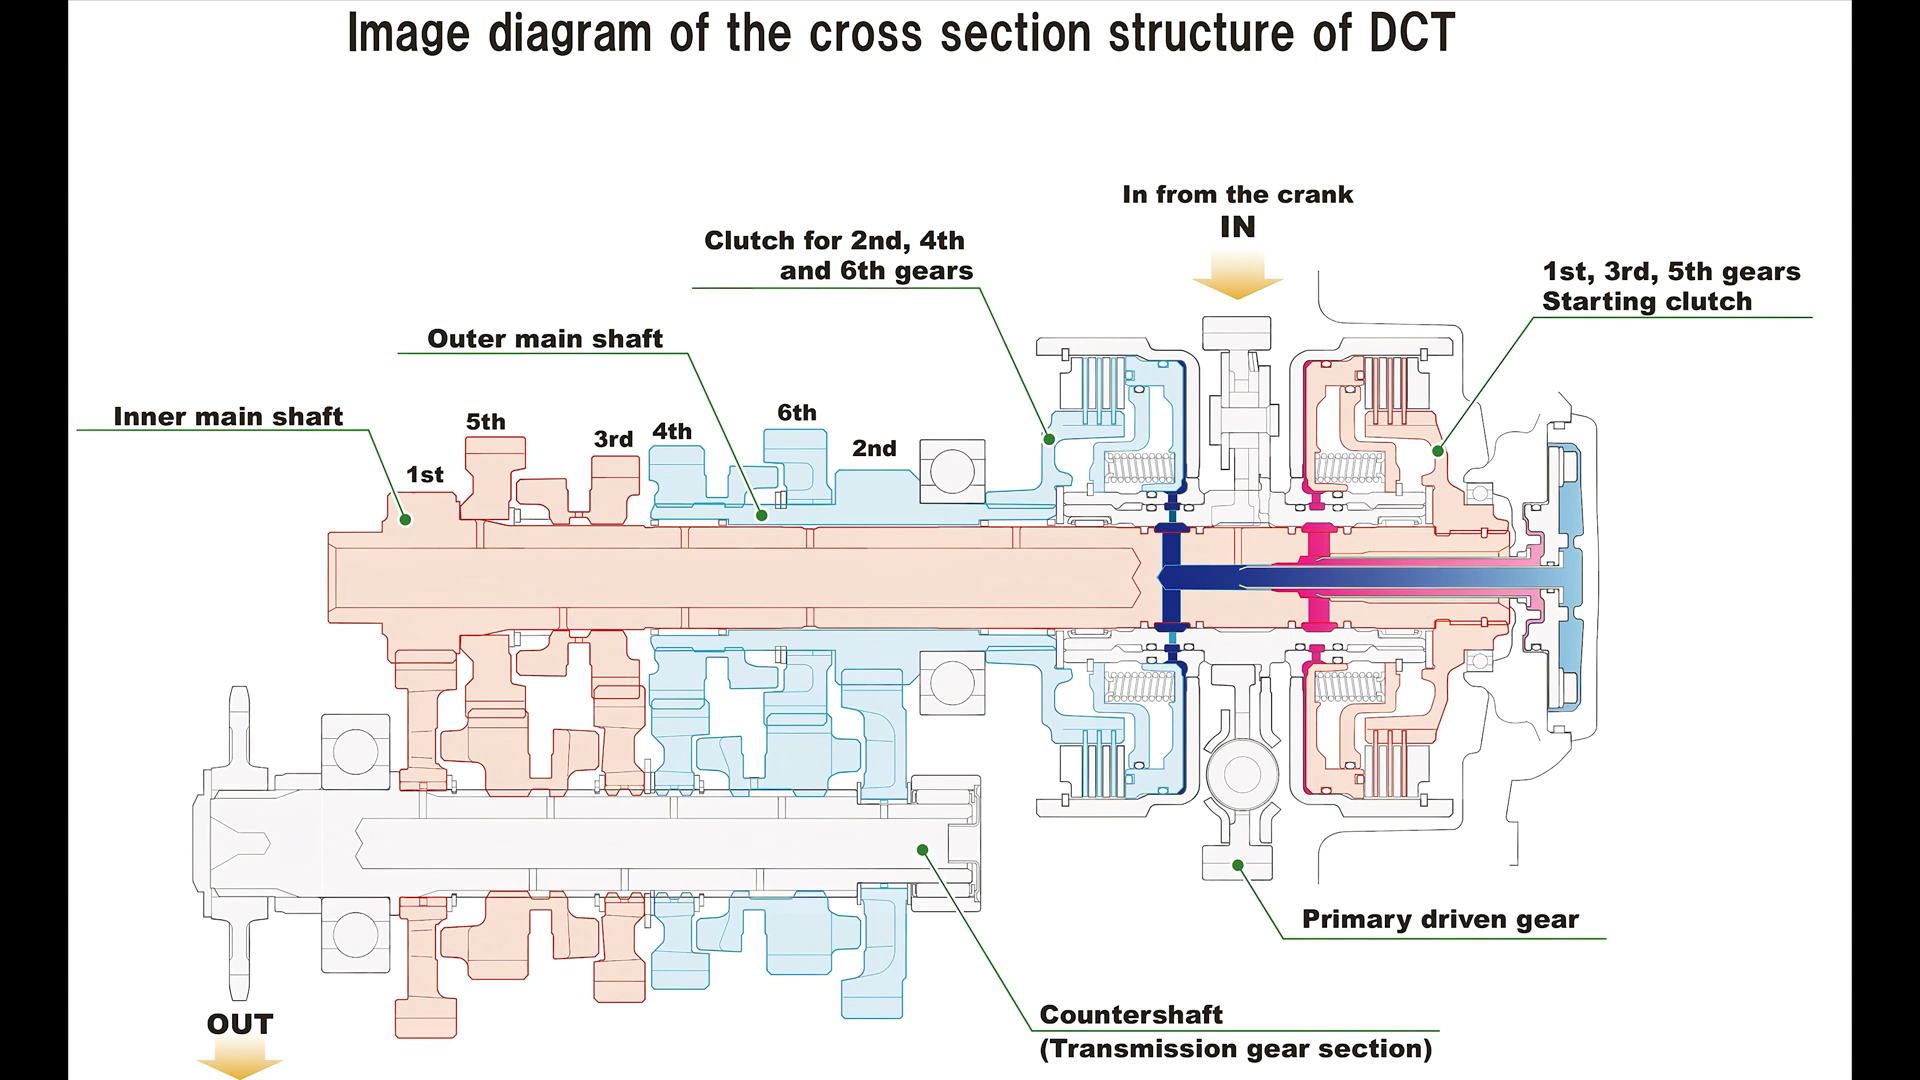 Image diagram of the cross section structure of DCT
In from the crank
IN
Clutch for 2nd, 4th
and 6th gears
1st, 3rd, 5th gears
Starting clutch
Outer main shaft
Inner main shaft
5th
6th
3rd
4th
2nd
1st
Primary driven gear
OUT
Countershaft
(Transmission gear section)